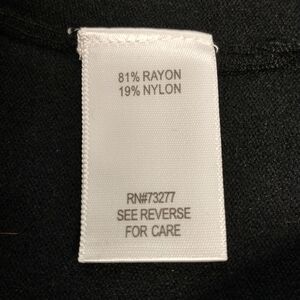 81% RAYON
19% NYLON
RN#73277
SEE REVERSE
FOR CARE